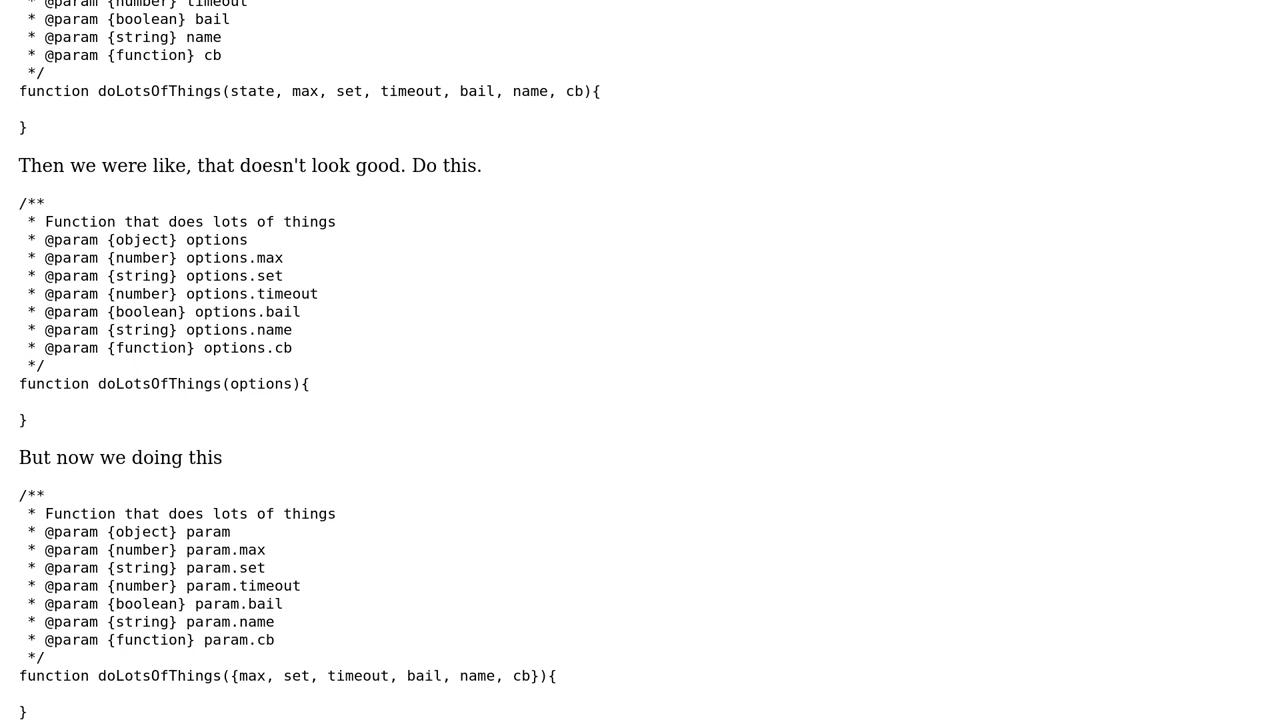 * @param {number} timeout
 * @param {boolean} bail
 * @param {string} name
 * @param {function} cb
 */
function doLotsOfThings(state, max, set, timeout, bail, name, cb){
}
Then we were like, that doesn't look good. Do this.
/**
 * Function that does lots of things
 * @param {object} options
 * @param {number} options.max
 * @param {string} options.set
 * @param {number} options.timeout
 * @param {boolean} options.bail
 * @param {string} options.name
 * @param {function} options.cb
 */
function doLotsOfThings(options){
}
But now we doing this
/**
 * Function that does lots of things
 * @param {object} param
 * @param {number} param.max
 * @param {string} param.set
 * @param {number} param.timeout
 * @param {boolean} param.bail
 * @param {string} param.name
 * @param {function} param.cb
 */
function doLotsOfThings({max, set, timeout, bail, name, cb}){
}